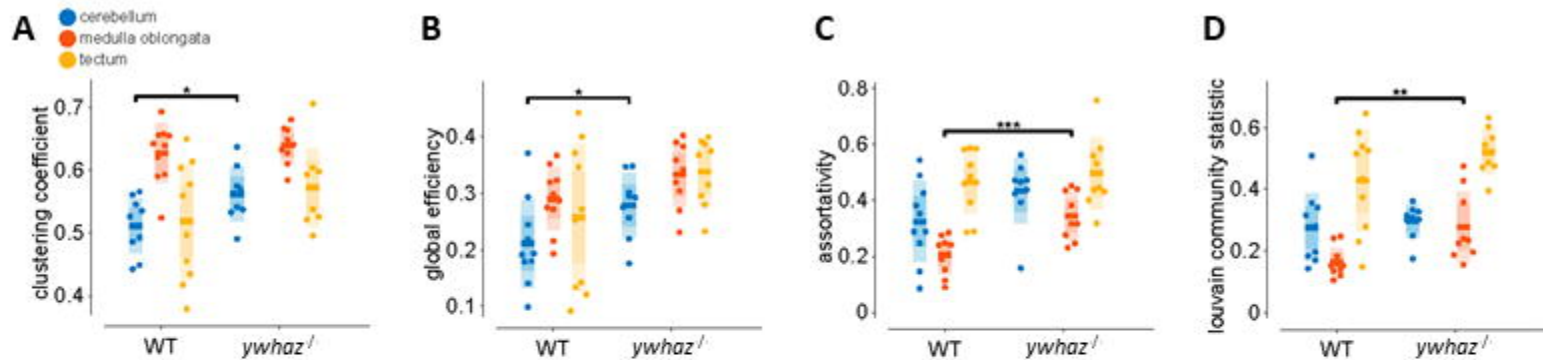 A
cerebellum
medulla oblongata
tectum
clustering coefficient
0.7
0.6
0.5
0.4
*
WT
ywhaz-/
B
global efficiency
0.4
0.3
0.2
0.1
*
WT
ywhaz-/
C
assortativity
0.8
0.6
0.4
0.2
0
***
WT
ywhaz-/
D
louvain community statistic
0.6
0.4
0.2
0
**
WT
ywhaz-/